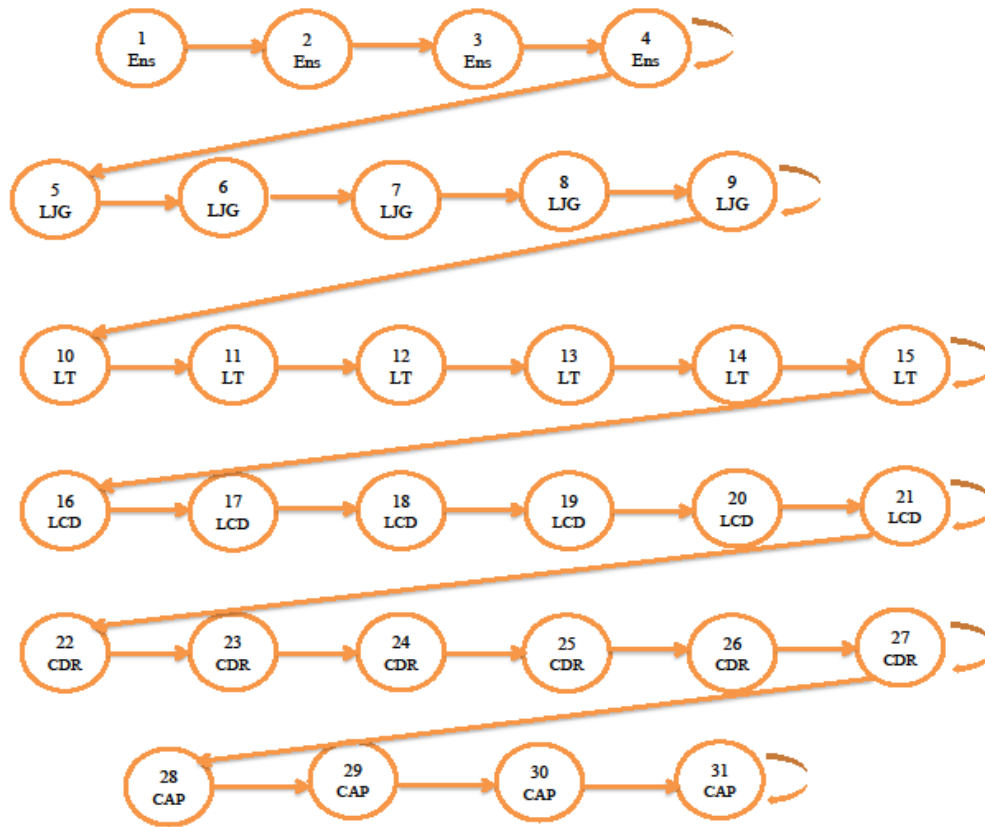 1
Ens
2
Ens
3
Ens
4
Ens
5
LJG
6
LJG
7
LJG
8
LJG
9
LJG
10
LT
11
LT
12
LT
13
LT
14
LT
15
LT
16
LCD
17
LCD
18
LCD
19
LCD
20
LCD
21
LCD
22
CDR
23
CDR
24
CDR
25
CDR
26
CDR
27
CDR
28
CAP
29
CAP
30
CAP
31
CAP